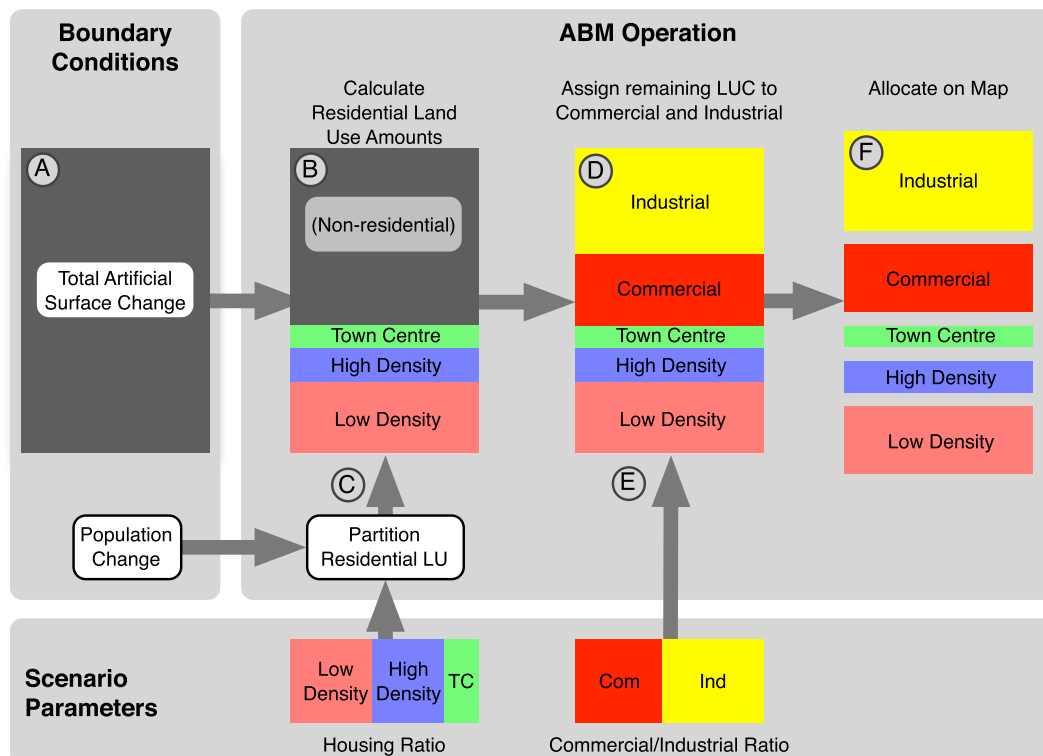 Boundary
Conditions
ABM Operation
Calculate
Residential Land
Use Amounts
Assign remaining LUC to
Commercial and Industrial
Allocate on Map
A
Total Artificial
Surface Change
B
(Non-residential)
Town Centre
High Density
Low Density
D
Industrial
Commercial
Town Centre
High Density
Low Density
F
Industrial
Commercial
Town Centre
High Density
Low Density
C
E
Population
Change
Partition
Residential LU
Scenario
Parameters
Low
Density
High
Density
TC
Housing Ratio
Com
Ind
Commercial/Industrial Ratio